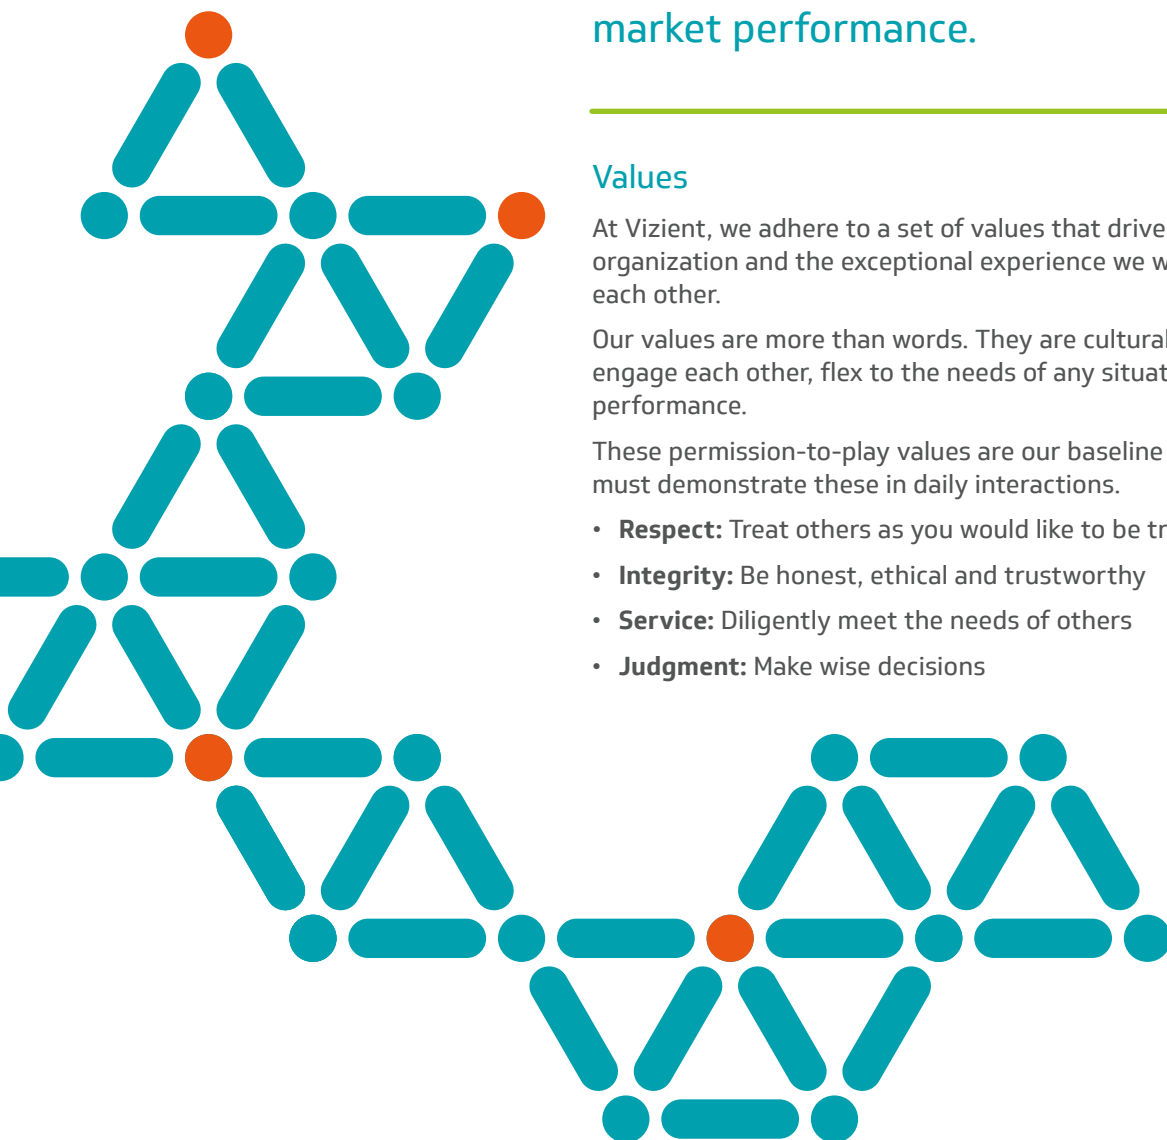 market performance.
Values
At Vizient, we adhere to a set of values that drive
organization and the exceptional experience we w
each other.
Our values are more than words. They are cultural
engage each other, flex to the needs of any situat
performance.
These permission-to-play values are our baseline
must demonstrate these in daily interactions.
• Respect: Treat others as you would like to be tr
• Integrity: Be honest, ethical and trustworthy
• Service: Diligently meet the needs of others
• Judgment: Make wise decisions